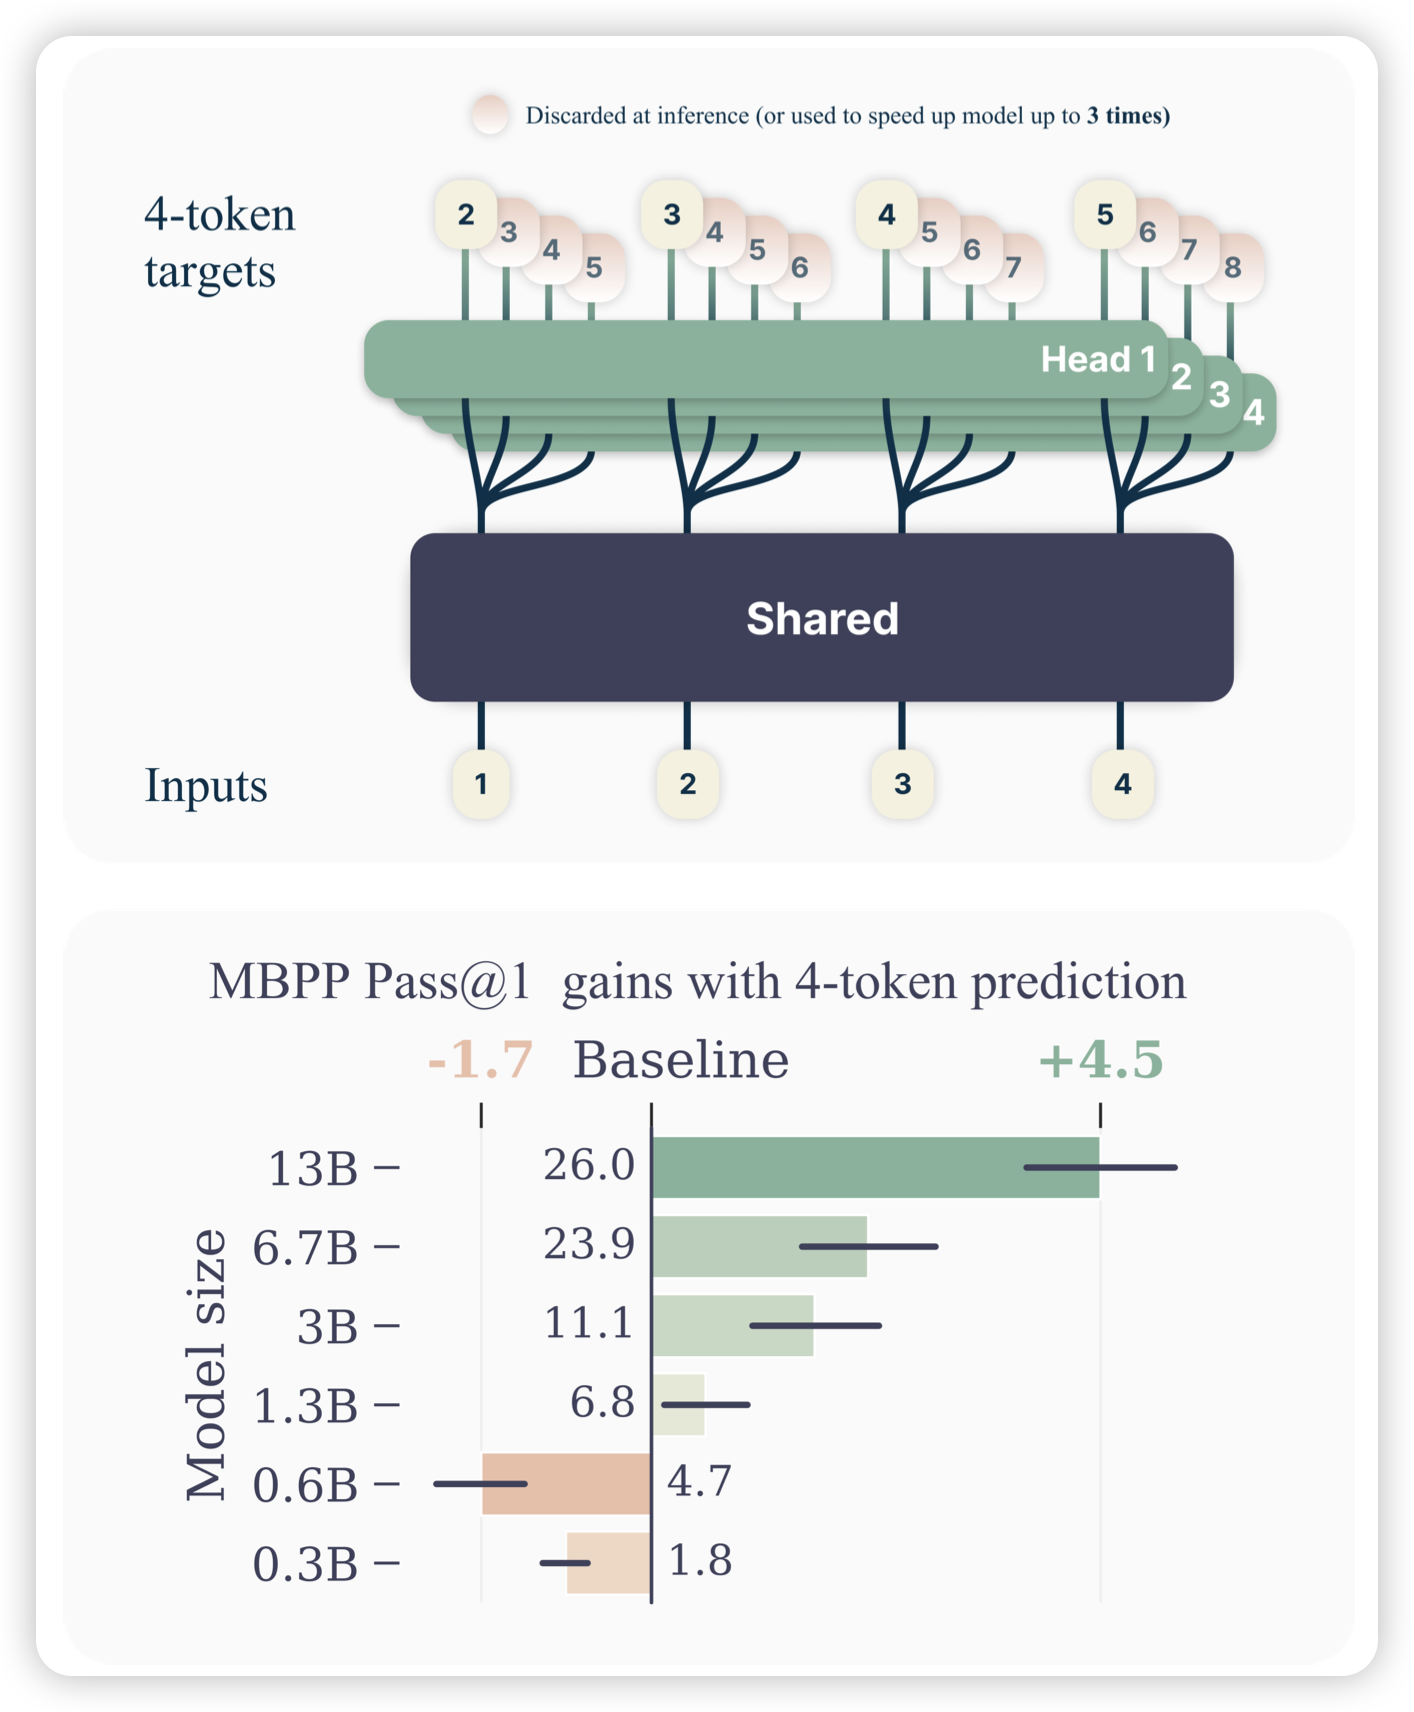 Discarded at inference (or used to speed up model up to 3 times)
4-token
targets
2 3 4 5
3 4 5 6
4 5 6 7
5 6 7 8
Head 1 2 3 4
Shared
Inputs
1 2 3 4
MBPP Pass@1 gains with 4-token prediction
-1.7 Baseline +4.5
Model size
13B 26.0
6.7B 23.9
3B 11.1
1.3B 6.8
0.6B 4.7
0.3B 1.8